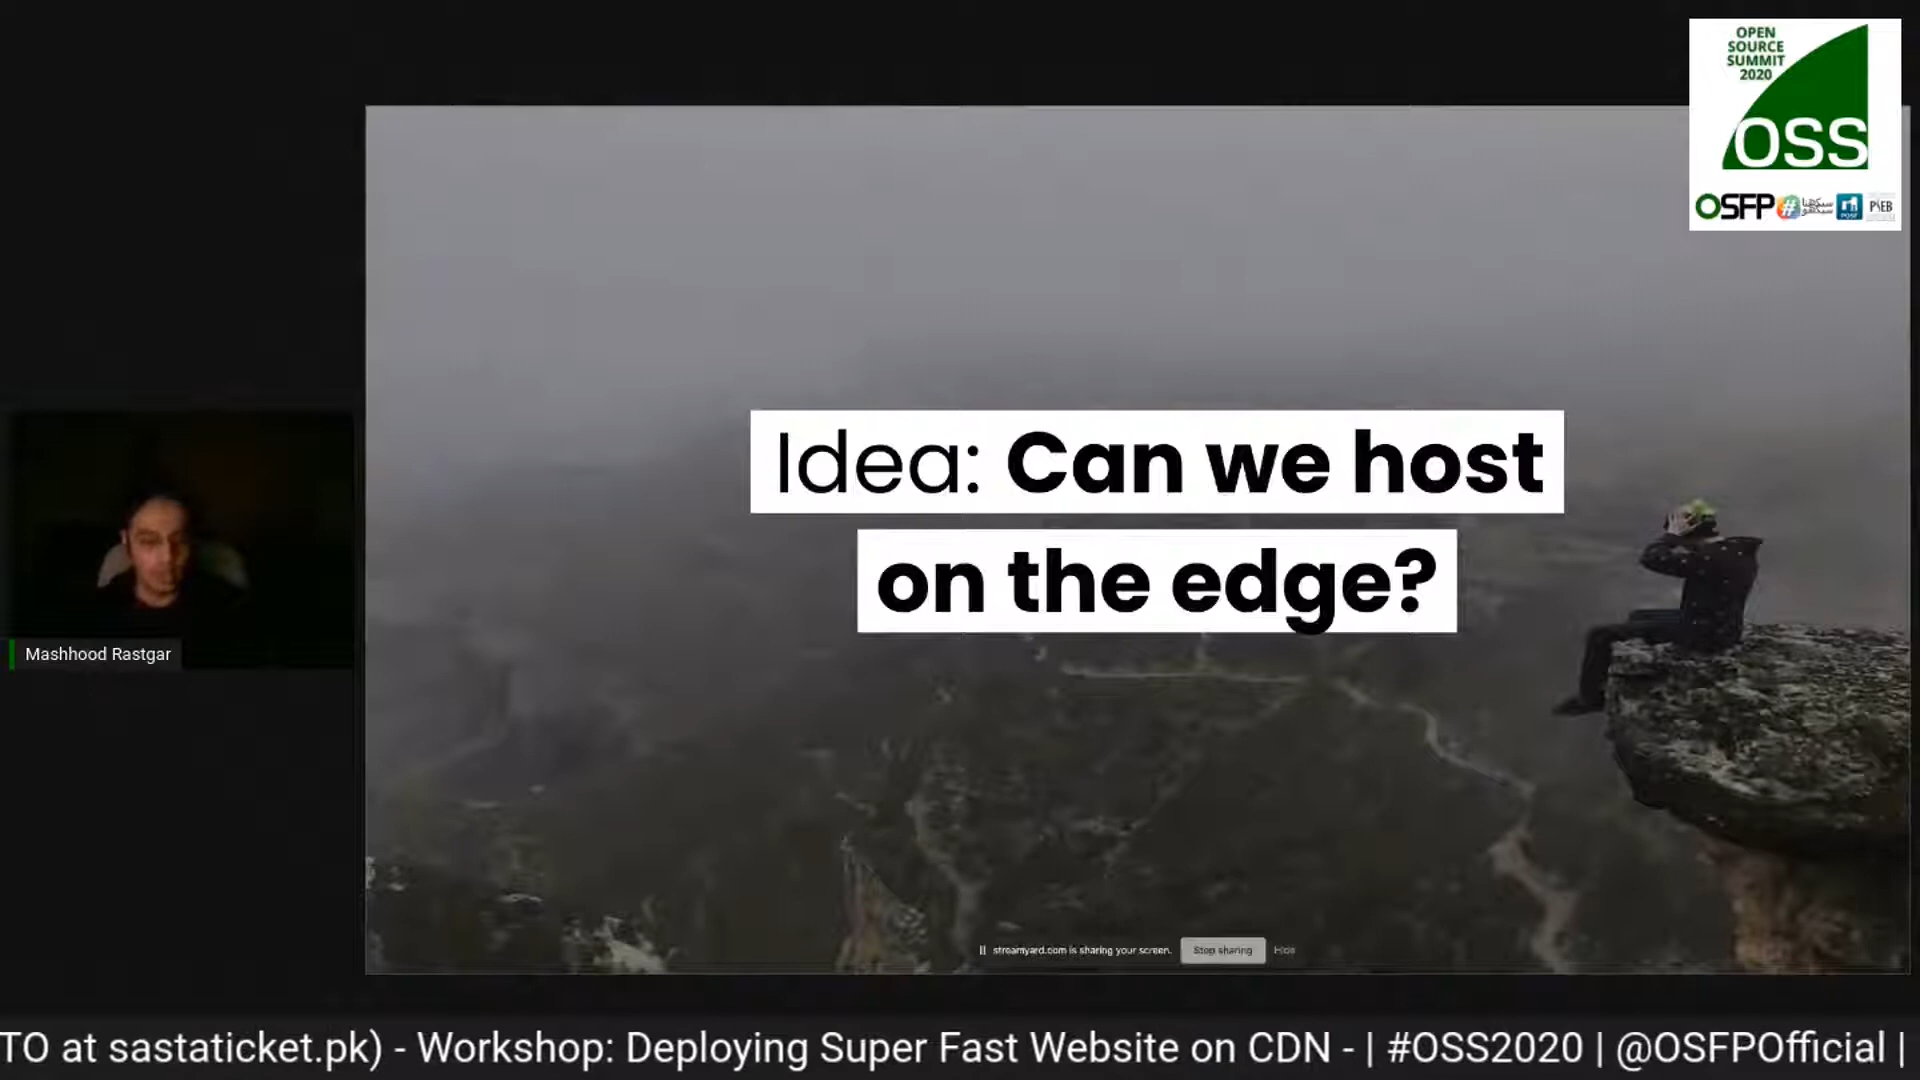 OPEN
SOURCE
SUMMIT
2020
OSS
OSFP
POST
Idea: Can we host
on the edge?
Mashhood Rastgar
streamyard.com is sharing your screen. Stop sharing Hide
TO at sastaticket.pk) - Workshop: Deploying Super Fast Website on CDN - | #OSS2020 | @OSFPOfficial |